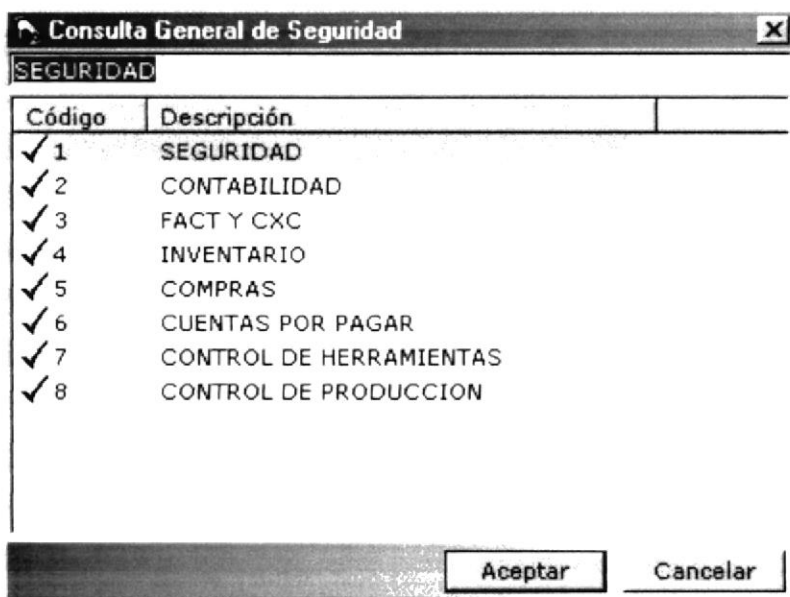 Consulta General de Seguridad
SEGURIDAD
Código Descripción
1 SEGURIDAD
2 CONTABILIDAD
3 FACT Y CXC
4 INVENTARIO
5 COMPRAS
6 CUENTAS POR PAGAR
7 CONTROL DE HERRAMIENTAS
8 CONTROL DE PRODUCCION
Aceptar Cancelar